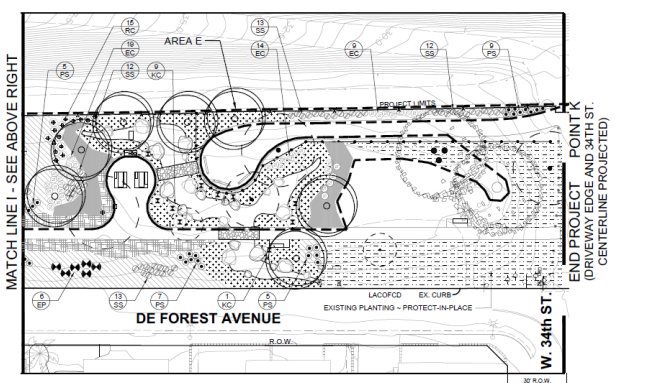 15
RC
19
EC
5
PS
12
SS
9
KC
AREA E
13
SS
14
EC
9
EC
12
SS
9
PS
PROJECT LIMITS
MATCH LINE I - SEE ABOVE RIGHT
END PROJECT POINT K
(DRIVEWAY EDGE AND 34TH ST.
CENTERLINE PROJECTED)
6
EP
13
SS
7
PS
1
KC
5
PS
LACOFCD
EX. CURB
EXISTING PLANTING ~ PROTECT-IN-PLACE
DE FOREST AVENUE
W. 34th ST.
R.O.W.
30' R.O.W.